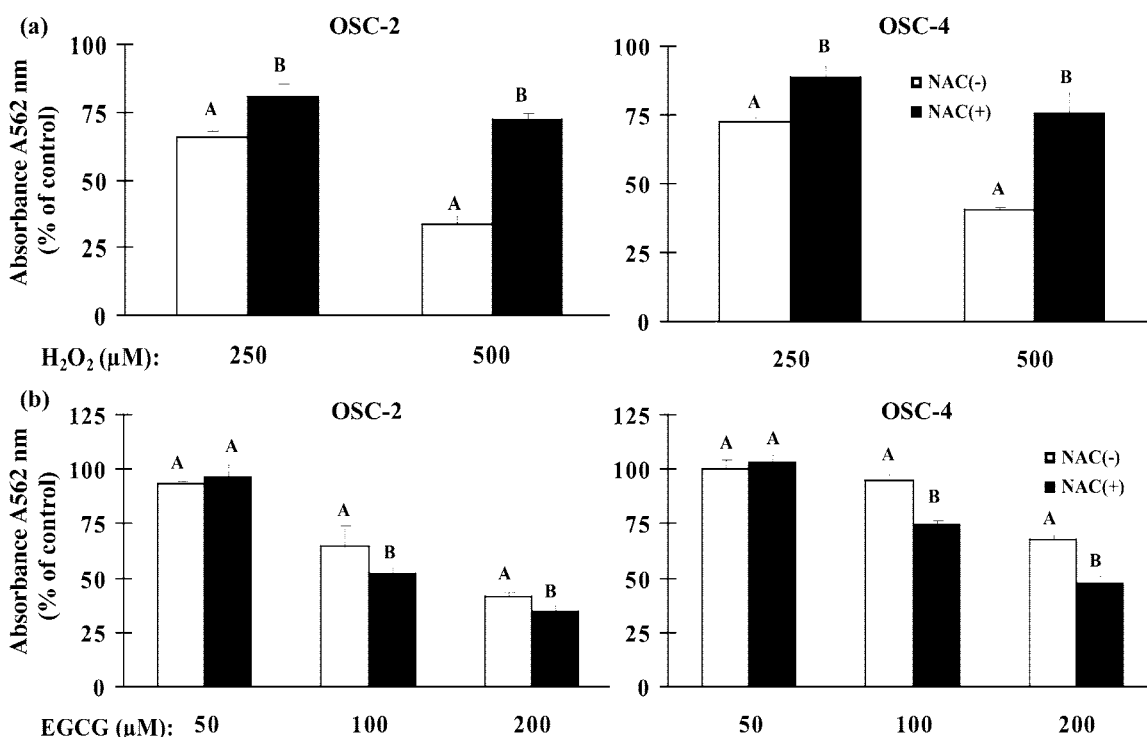 (a)
OSC-2
OSC-4
Absorbance A562 nm
(% of control)
100
75
50
25
0
A
B
A
B
100
75
50
25
0
A
B
A
B
NAC(-)
NAC(+)
H₂O₂ (µM): 250 500 250 500
(b)
OSC-2
OSC-4
Absorbance A562 nm
(% of control)
125
100
75
50
25
0
A
A
A
B
A
B
125
100
75
50
25
0
A
A
A
B
A
B
NAC(-)
NAC(+)
EGCG (µM): 50 100 200 50 100 200